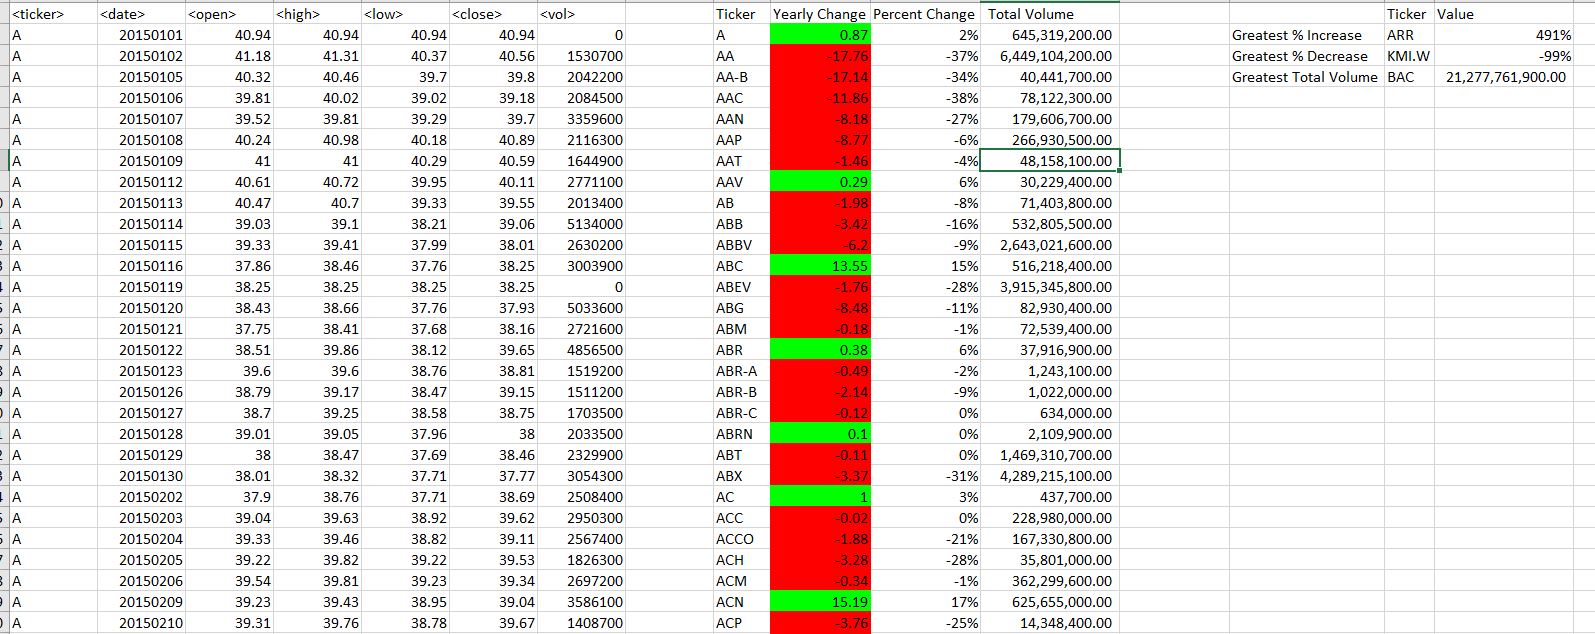 <ticker> <date> <open> <high> <low> <close> <vol> Ticker Yearly Change Percent Change Total Volume Ticker Value
A 20150101 40.94 40.94 40.94 40.94 0 A 0.87 2% 645,319,200.00 Greatest % Increase ARR 491%
A 20150102 41.18 41.31 40.37 40.56 1530700 AA -17.76 -37% 6,449,104,200.00 Greatest % Decrease KMI.W -99%
A 20150105 40.32 40.46 39.7 39.8 2042200 AA-B -17.14 -34% 40,441,700.00 Greatest Total Volume BAC 21,277,761,900.00
A 20150106 39.81 40.02 39.02 39.18 2084500 AAC -11.86 -38% 78,122,300.00
A 20150107 39.52 39.81 39.29 39.7 3359600 AAN -8.18 -27% 179,606,700.00
A 20150108 40.24 40.98 40.18 40.89 2116300 AAP -8.77 -6% 266,930,500.00
A 20150109 41 41 40.29 40.59 1644900 AAT -1.46 -4% 48,158,100.00
A 20150112 40.61 40.72 39.95 40.11 2771100 AAV 0.29 6% 30,229,400.00
A 20150113 40.47 40.7 39.33 39.55 2013400 AB -1.98 -8% 71,403,800.00
A 20150114 39.03 39.1 38.21 39.06 5134000 ABB -3.42 -16% 532,805,500.00
A 20150115 39.33 39.41 37.99 38.01 2630200 ABBV -6.2 -9% 2,643,021,600.00
A 20150116 37.86 38.46 37.76 38.25 3003900 ABC 13.55 15% 516,218,400.00
A 20150119 38.25 38.25 38.25 38.25 0 ABEV -1.76 -28% 3,915,345,800.00
A 20150120 38.43 38.66 37.76 37.93 5033600 ABG -8.48 -11% 82,930,400.00
A 20150121 37.75 38.41 37.68 38.16 2721600 ABM -0.18 -1% 72,539,400.00
A 20150122 38.51 39.86 38.12 39.65 4856500 ABR 0.38 6% 37,916,900.00
A 20150123 39.6 39.6 38.76 38.81 1519200 ABR-A -0.49 -2% 1,243,100.00
A 20150126 38.79 39.17 38.47 39.15 1511200 ABR-B -2.14 -9% 1,022,000.00
A 20150127 38.7 39.25 38.58 38.75 1703500 ABR-C -0.12 0% 634,000.00
A 20150128 39.01 39.05 37.96 38 2033500 ABRN 0.1 0% 2,109,900.00
A 20150129 38 38.47 37.69 38.46 2329900 ABT -0.11 0% 1,469,310,700.00
A 20150130 38.01 38.32 37.71 37.77 3054300 ABX -3.37 -31% 4,289,215,100.00
A 20150202 37.9 38.76 37.71 38.69 2508400 AC 1 3% 437,700.00
A 20150203 39.04 39.63 38.92 39.62 2950300 ACC -0.02 0% 228,980,000.00
A 20150204 39.33 39.46 38.82 39.11 2567400 ACCO -1.88 -21% 167,330,800.00
A 20150205 39.22 39.82 39.22 39.53 1826300 ACH -3.28 -28% 35,801,000.00
A 20150206 39.54 39.81 39.23 39.34 2697200 ACM -0.34 -1% 362,299,600.00
A 20150209 39.23 39.43 38.95 39.04 3586100 ACN 15.19 17% 625,655,000.00
A 20150210 39.31 39.76 38.78 39.67 1408700 ACP -3.76 -25% 14,348,400.00